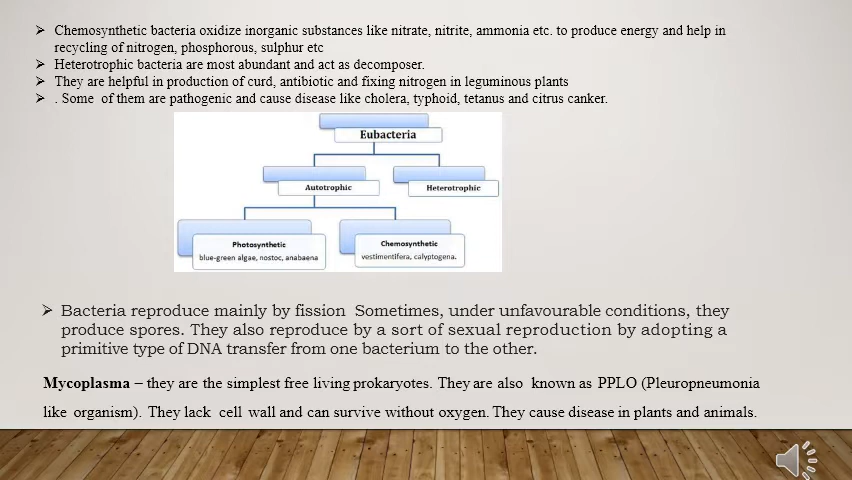 ➢ Chemosynthetic bacteria oxidize inorganic substances like nitrate, nitrite, ammonia etc. to produce energy and help in
recycling of nitrogen, phosphorous, sulphur etc
➢ Heterotrophic bacteria are most abundant and act as decomposer.
➢ They are helpful in production of curd, antibiotic and fixing nitrogen in leguminous plants
➢ . Some of them are pathogenic and cause disease like cholera, typhoid, tetanus and citrus canker.
Eubacteria
Autotrophic
Heterotrophic
Photosynthetic
blue-green algae, nostoc, anabaena
Chemosynthetic
vestimentifera, calyptogena.
➢ Bacteria reproduce mainly by fission Sometimes, under unfavourable conditions, they
produce spores. They also reproduce by a sort of sexual reproduction by adopting a
primitive type of DNA transfer from one bacterium to the other.
Mycoplasma – they are the simplest free living prokaryotes. They are also known as PPLO (Pleuropneumonia
like organism). They lack cell wall and can survive without oxygen. They cause disease in plants and animals.